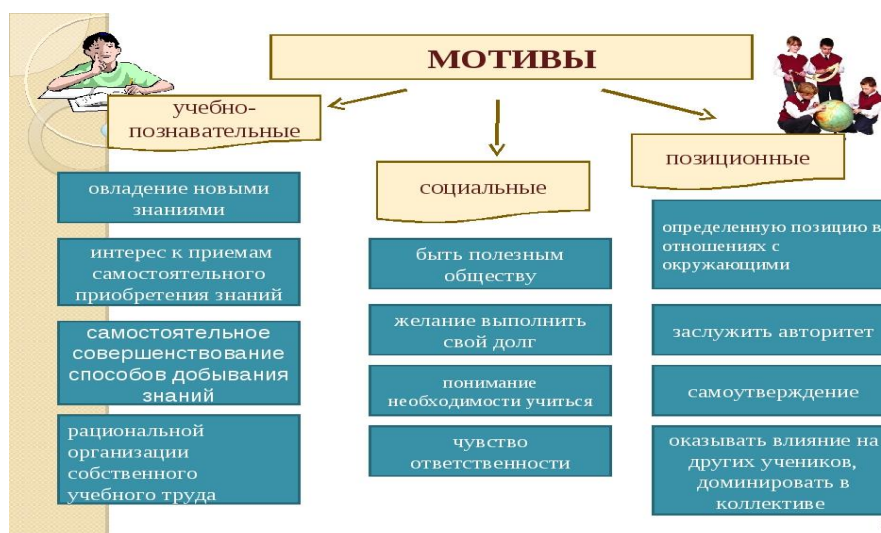 МОТИВЫ
учебно-
познавательные
овладение новыми
знаниями
интерес к приемам
самостоятельного
приобретения знаний
самостоятельное
совершенствование
способов добывания
знаний
рациональной
организации
собственного
учебного труда
социальные
быть полезным
обществу
желание выполнить
свой долг
понимание
необходимости учиться
чувство
ответственности
позиционные
определенную позицию в
отношениях с
окружающими
заслужить авторитет
самоутверждение
оказывать влияние на
других учеников,
доминировать в
коллективе